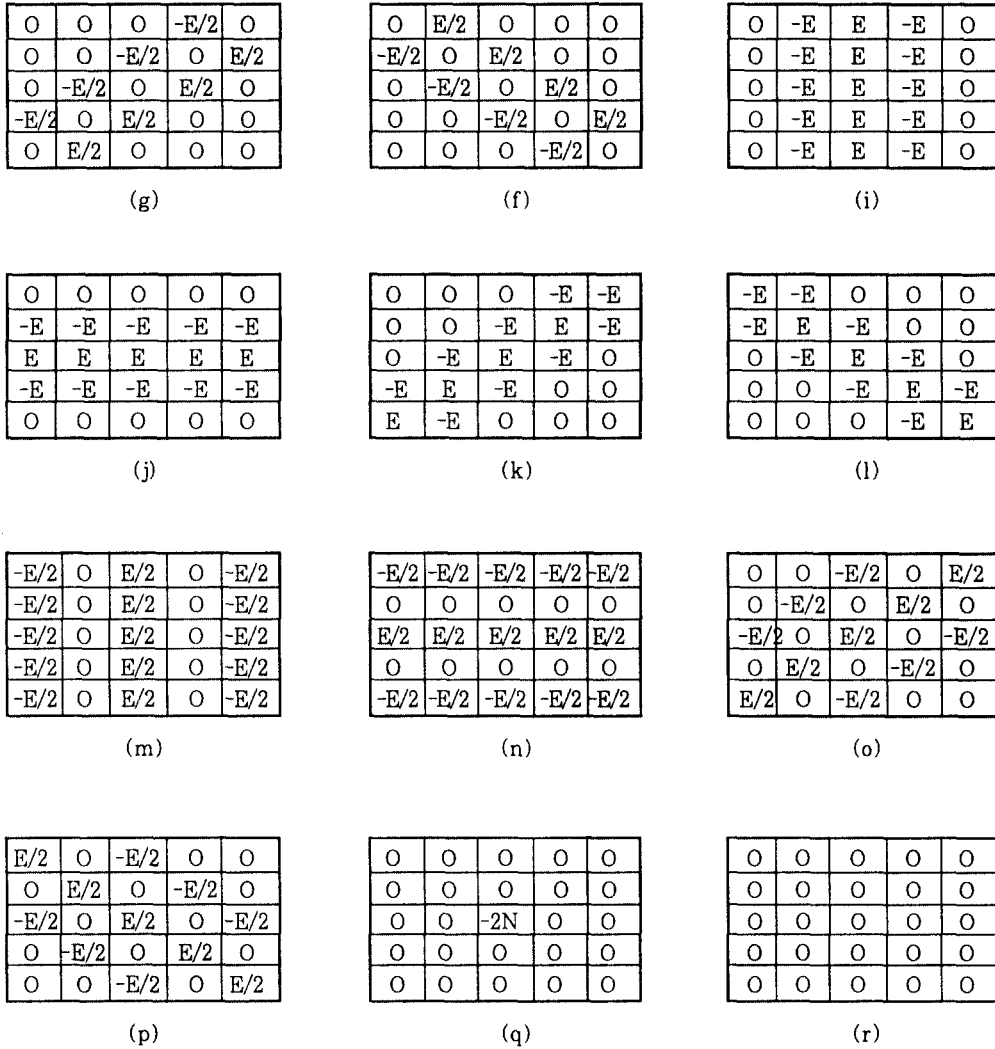 O O O -E/2 O
O O -E/2 O E/2
O -E/2 O E/2 O
-E/2 O E/2 O O
O E/2 O O O
(g)
O E/2 O O O
-E/2 O E/2 O O
O -E/2 O E/2 O
O O -E/2 O E/2
O O O -E/2 O
(f)
O -E E -E O
O -E E -E O
O -E E -E O
O -E E -E O
O -E E -E O
(i)
O O O O O
-E -E -E -E -E
E E E E E
-E -E -E -E -E
O O O O O
(j)
O O O -E -E
O O -E E -E
O -E E -E O
-E E -E O O
E -E O O O
(k)
-E -E O O O
-E E -E O O
O -E E -E O
O O -E E -E
O O O -E E
(l)
-E/2 O E/2 O -E/2
-E/2 O E/2 O -E/2
-E/2 O E/2 O -E/2
-E/2 O E/2 O -E/2
-E/2 O E/2 O -E/2
(m)
-E/2 -E/2 -E/2 -E/2 -E/2
O O O O O
E/2 E/2 E/2 E/2 E/2
O O O O O
-E/2 -E/2 -E/2 -E/2 -E/2
(n)
O O -E/2 O E/2
O -E/2 O E/2 O
-E/2 O E/2 O -E/2
O E/2 O -E/2 O
E/2 O -E/2 O O
(o)
E/2 O -E/2 O O
O E/2 O -E/2 O
-E/2 O E/2 O -E/2
O -E/2 O E/2 O
O O -E/2 O E/2
(p)
O O O O O
O O O O O
O O -2N O O
O O O O O
O O O O O
(q)
O O O O O
O O O O O
O O O O O
O O O O O
O O O O O
(r)